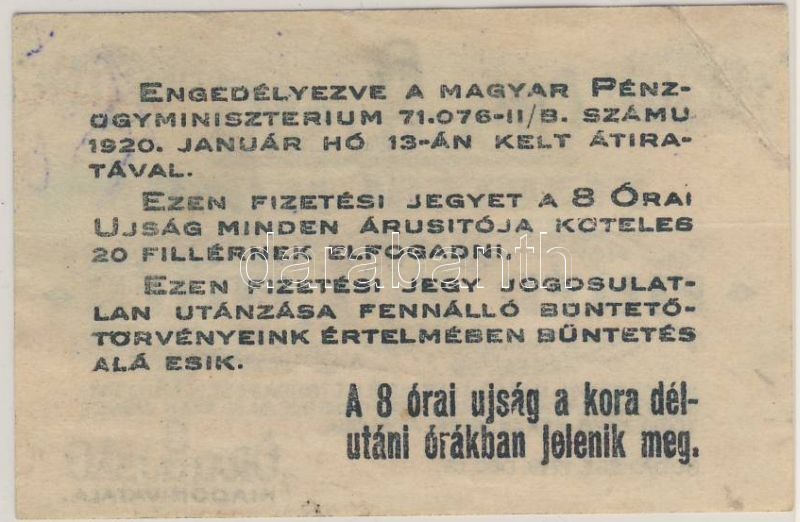 ENGEDÉLYEZVE A MAGYAR PÉNZ-
ÜGYMINISZTERIUM 71.076-II/B. SZÁMU
1920. JANUÁR HÓ 13-ÁN KELT ÁTIRA-
TÁVAL.
EZEN FIZETÉSI JEGYET A 8 ÓRAI
UJSÁG MINDEN ÁRUSITÓJA KÖTELES
20 FILLÉRNEK ELFOGADNI.
EZEN FIZETÉSI JEGY JOGOSULAT-
LAN UTÁNZÁSA FENNÁLLÓ BÜNTETŐ-
TÖRVÉNYEINK ÉRTELMÉBEN BÜNTETÉS
ALÁ ESIK.
A 8 órai ujság a kora dél-
utáni órákban jelenik meg.
darabanth